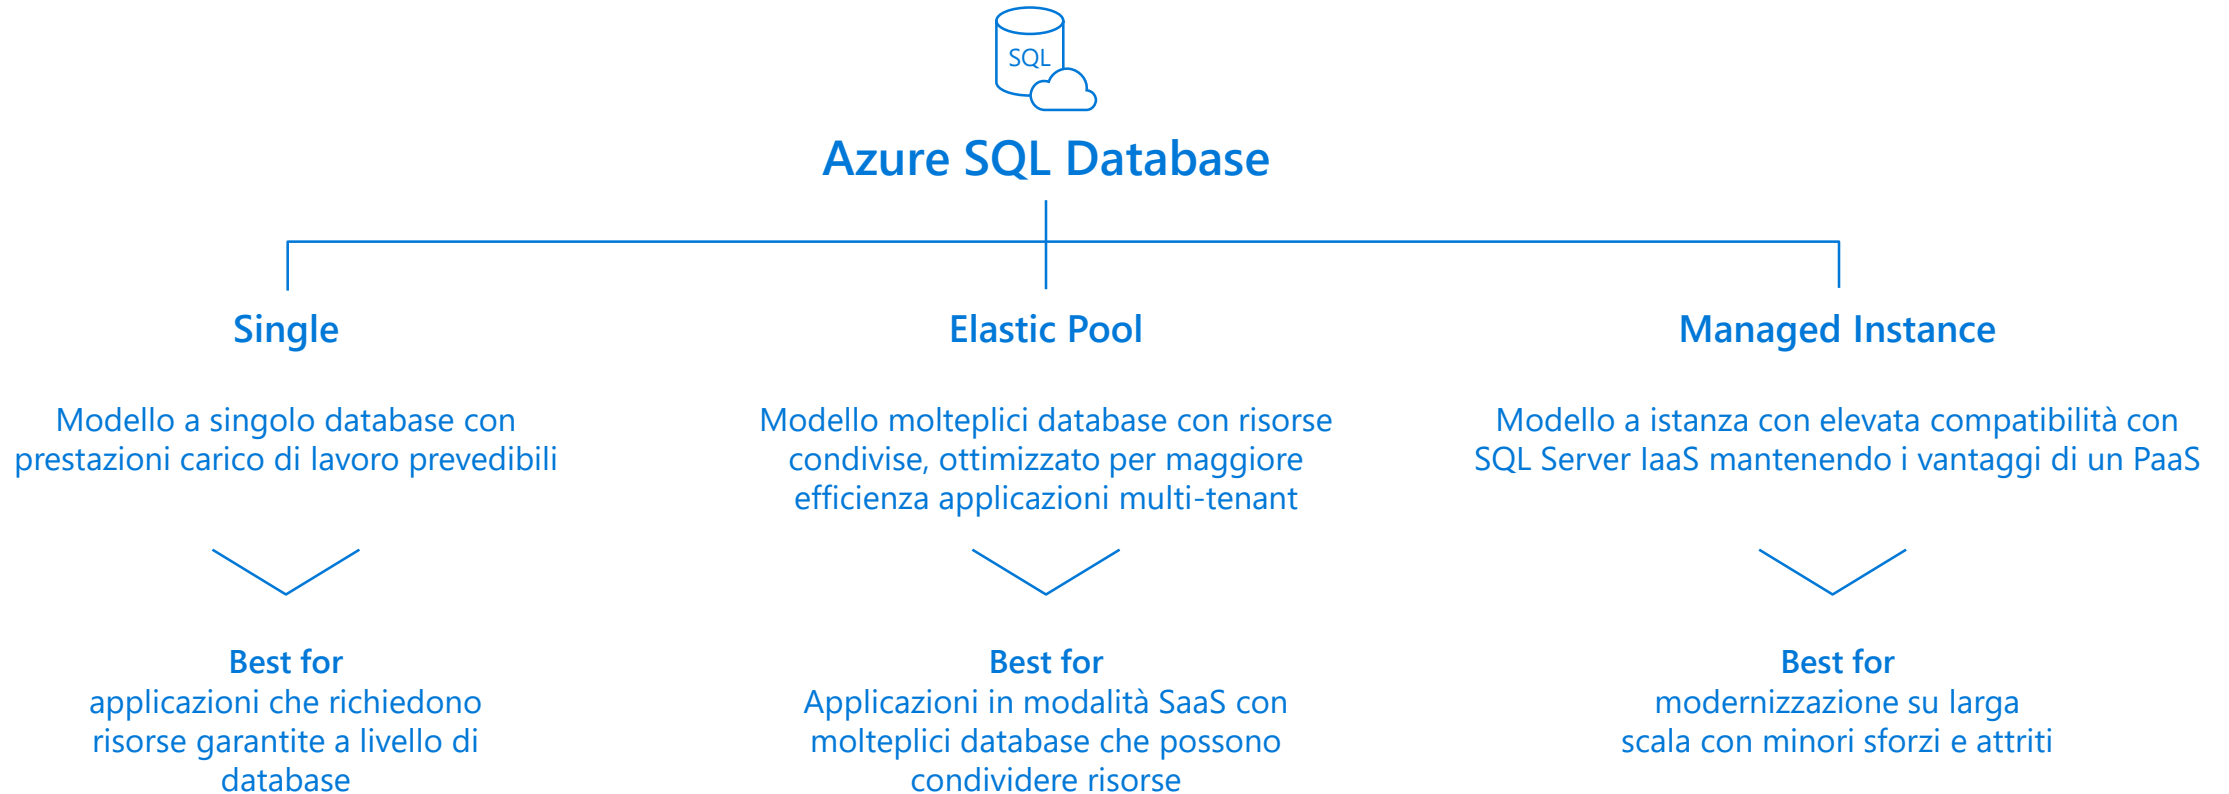 SQL
Azure SQL Database
Single
Modello a singolo database con
prestazioni carico di lavoro prevedibili
Best for
applicazioni che richiedono
risorse garantite a livello di
database
Elastic Pool
Modello molteplici database con risorse
condivise, ottimizzato per maggiore
efficienza applicazioni multi-tenant
Best for
Applicazioni in modalità SaaS con
molteplici database che possono
condividere risorse
Managed Instance
Modello a istanza con elevata compatibilità con
SQL Server IaaS mantenendo i vantaggi di un PaaS
Best for
modernizzazione su larga
scala con minori sforzi e attriti